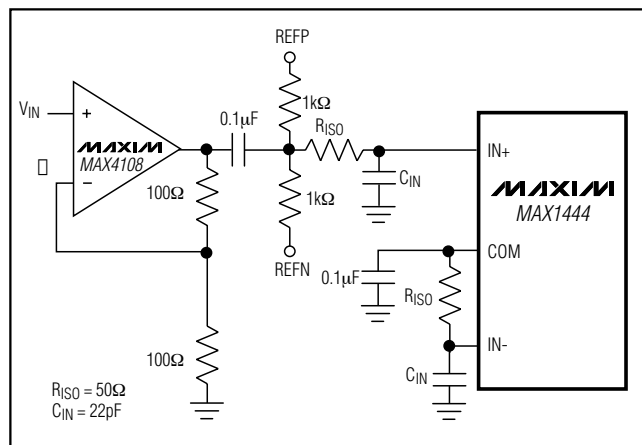 REFP
V_IN
+
MAXIM
MAX4108
−
0.1µF
1kΩ
R_ISO
IN+
C_IN
MAXIM
MAX1444
100Ω
1kΩ
REFN
COM
0.1µF
R_ISO
IN-
100Ω
C_IN
R_ISO = 50Ω
C_IN = 22pF